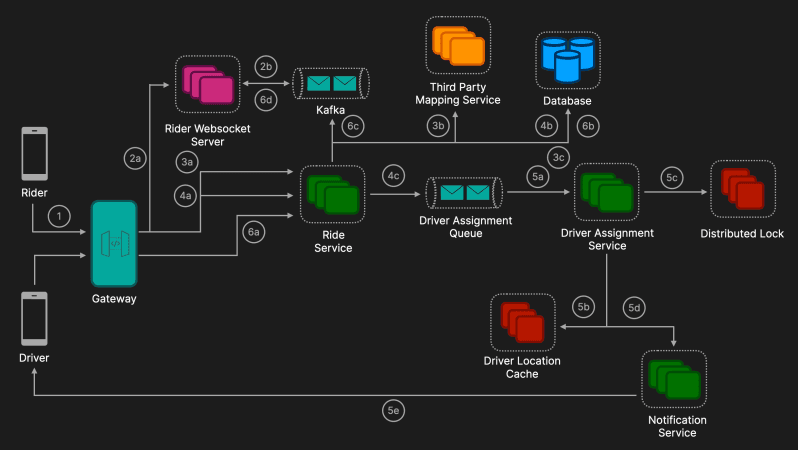 2b
6d
Kafka
Third Party
Mapping Service
Database
Rider Websocket
Server
6c
3b
4b
6b
2a
3a
3c
Rider
4a
4c
5a
5c
1
6a
Ride
Service
Driver Assignment
Queue
Driver Assignment
Service
Distributed Lock
S
Gateway
5b
5d
Driver
Driver Location
Cache
5e
Notification
Service